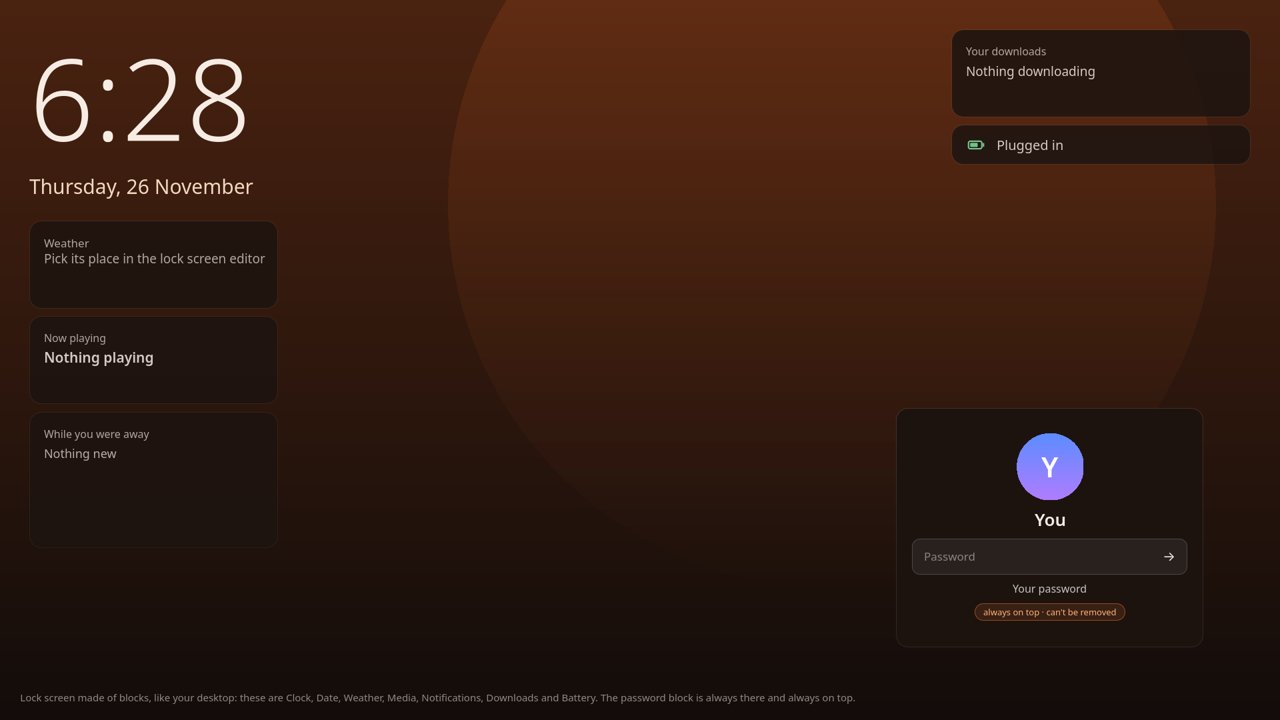 6:28
Thursday, 26 November
Weather
Pick its place in the lock screen editor
Now playing
Nothing playing
While you were away
Nothing new
Your downloads
Nothing downloading
Plugged in
Y
You
Password
Your password
always on top · can't be removed
Lock screen made of blocks, like your desktop: these are Clock, Date, Weather, Media, Notifications, Downloads and Battery. The password block is always there and always on top.